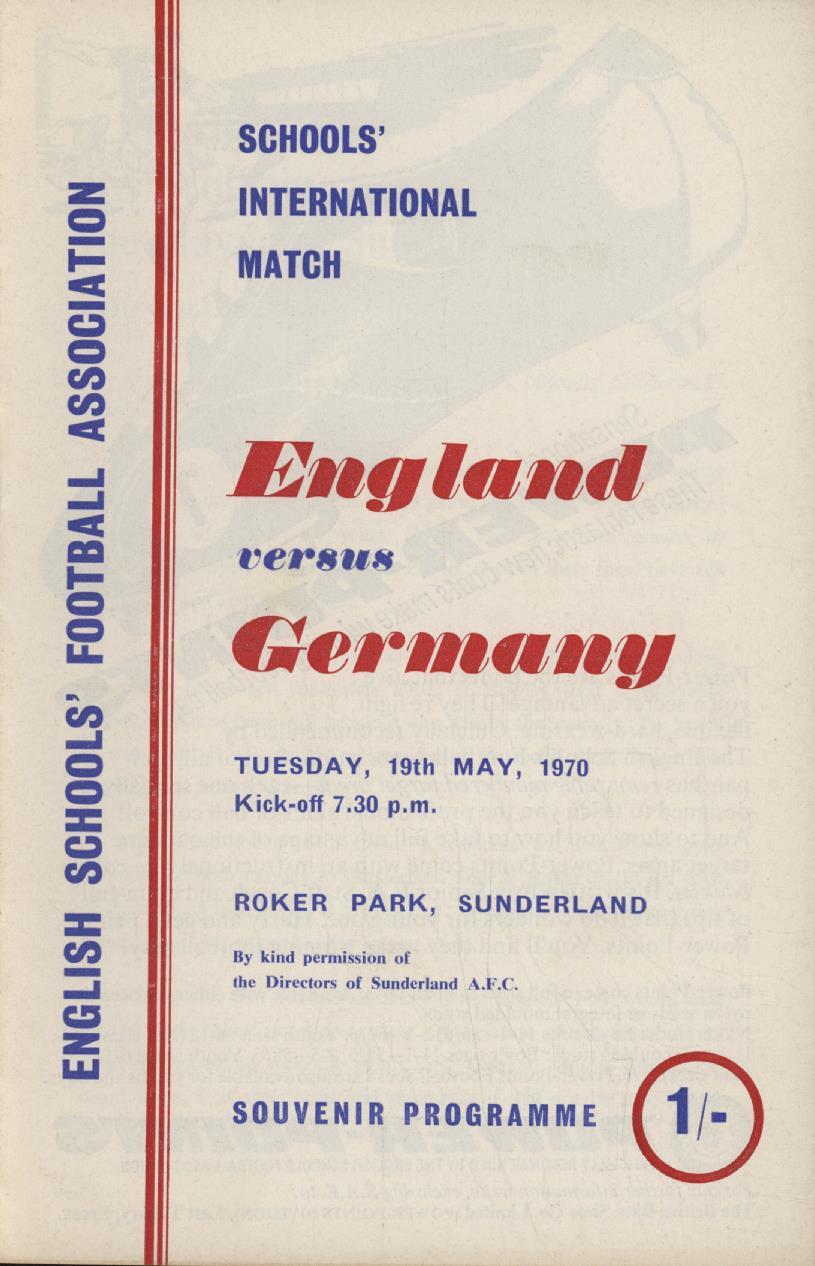 ENGLISH SCHOOLS' FOOTBALL ASSOCIATION
SCHOOLS'
INTERNATIONAL
MATCH
England
versus
Germany
TUESDAY, 19th MAY, 1970
Kick-off 7.30 p.m.
ROKER PARK, SUNDERLAND
By kind permission of
the Directors of Sunderland A.F.C.
SOUVENIR PROGRAMME
1/-